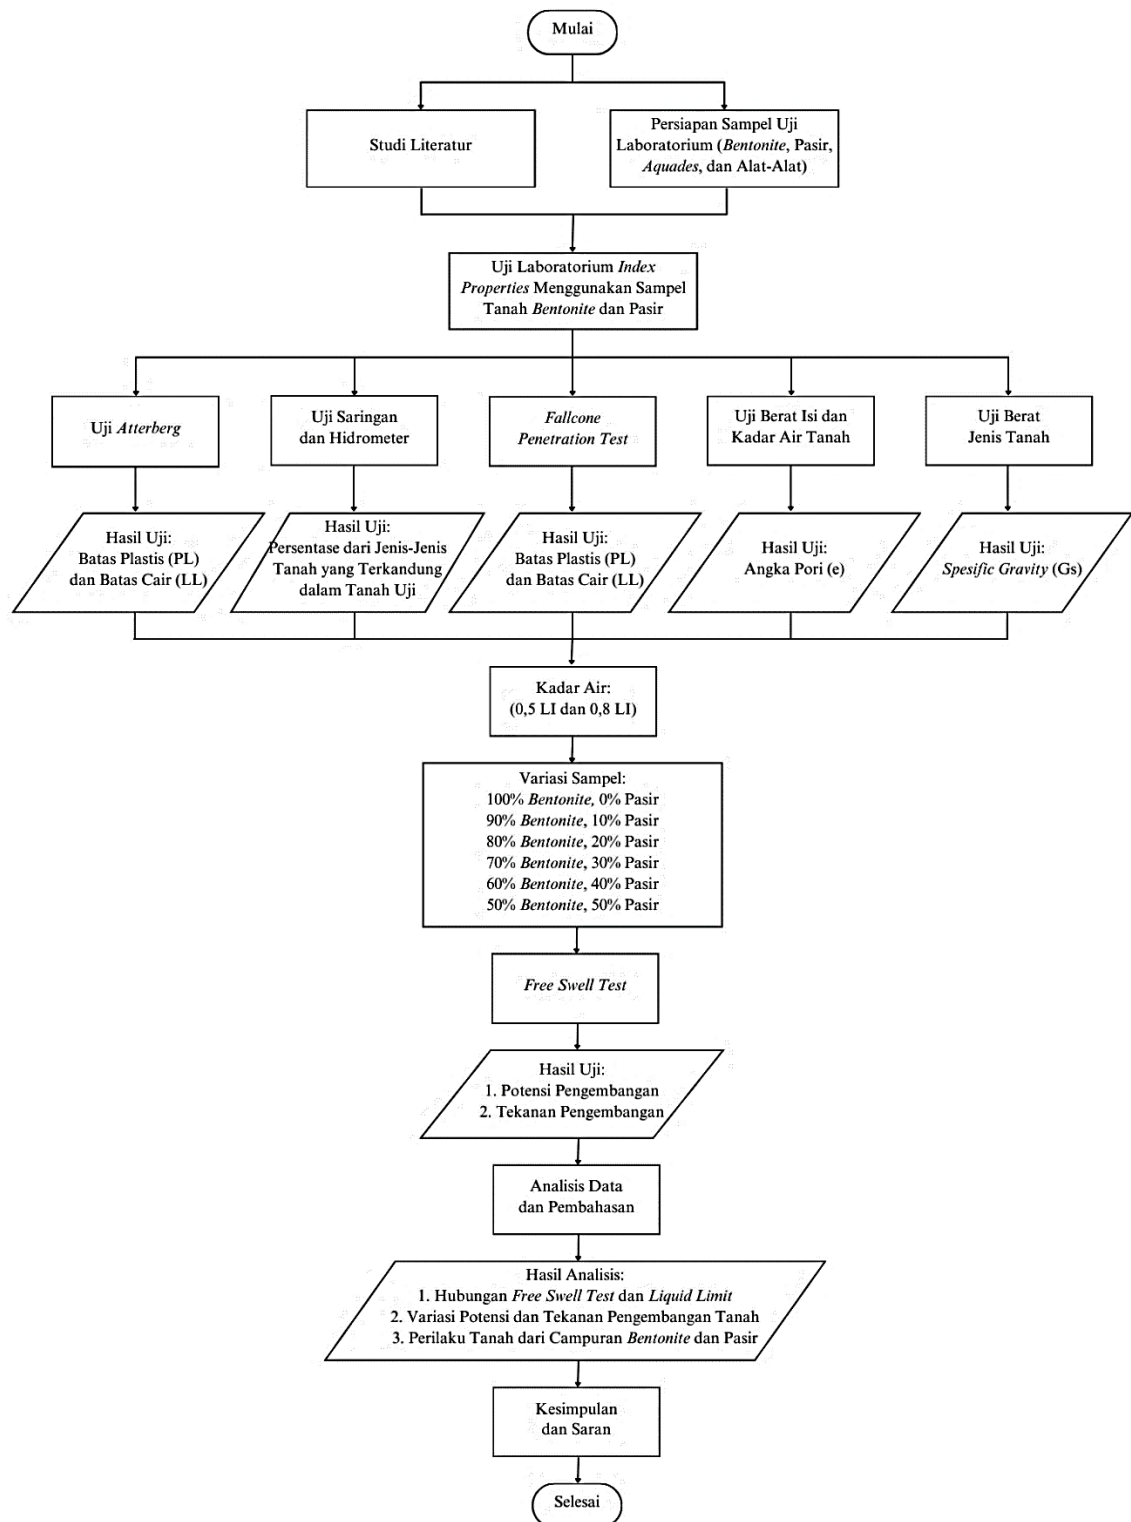 Mulai
Studi Literatur
Persiapan Sampel Uji
Laboratorium (Bentonite, Pasir,
Aquades, dan Alat-Alat)
Uji Laboratorium Index
Properties Menggunakan Sampel
Tanah Bentonite dan Pasir
Uji Atterberg
Uji Saringan
dan Hidrometer
Fallcone
Penetration Test
Uji Berat Isi dan
Kadar Air Tanah
Uji Berat
Jenis Tanah
Hasil Uji:
Batas Plastis (PL)
dan Batas Cair (LL)
Hasil Uji:
Persentase dari Jenis-Jenis
Tanah yang Terkandung
dalam Tanah Uji
Hasil Uji:
Batas Plastis (PL)
dan Batas Cair (LL)
Hasil Uji:
Angka Pori (e)
Hasil Uji:
Spesific Gravity (Gs)
Kadar Air:
(0,5 LI dan 0,8 LI)
Variasi Sampel:
100% Bentonite, 0% Pasir
90% Bentonite, 10% Pasir
80% Bentonite, 20% Pasir
70% Bentonite, 30% Pasir
60% Bentonite, 40% Pasir
50% Bentonite, 50% Pasir
Free Swell Test
Hasil Uji:
1. Potensi Pengembangan
2. Tekanan Pengembangan
Analisis Data
dan Pembahasan
Hasil Analisis:
1. Hubungan Free Swell Test dan Liquid Limit
2. Variasi Potensi dan Tekanan Pengembangan Tanah
3. Perilaku Tanah dari Campuran Bentonite dan Pasir
Kesimpulan
dan Saran
Selesai